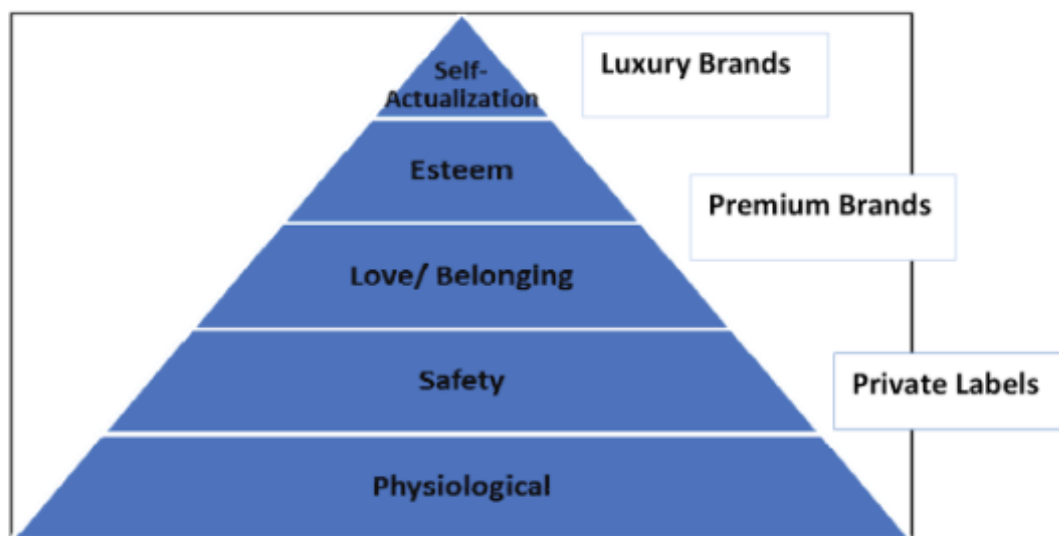 Self-
Actualization
Luxury Brands
Esteem
Premium Brands
Love/ Belonging
Safety
Private Labels
Physiological